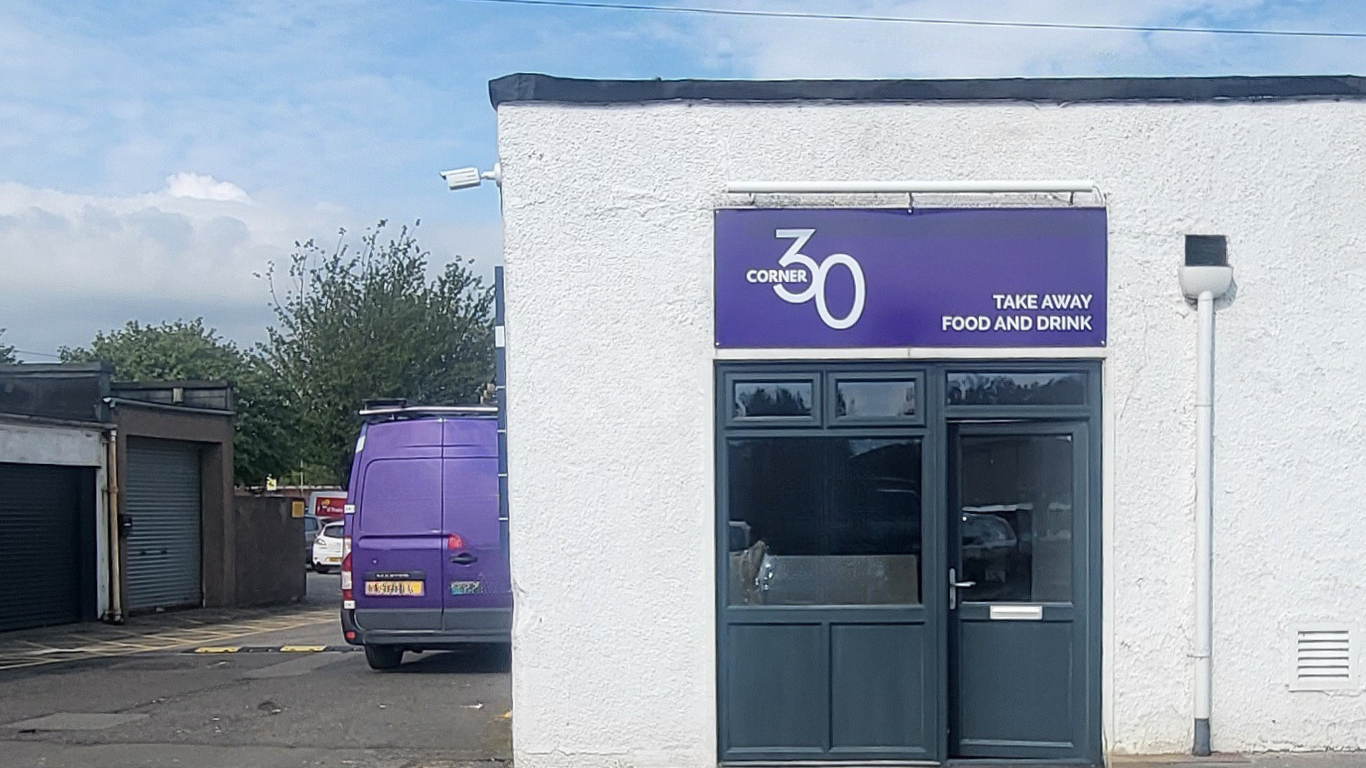 30
CORNER
TAKE AWAY
FOOD AND DRINK